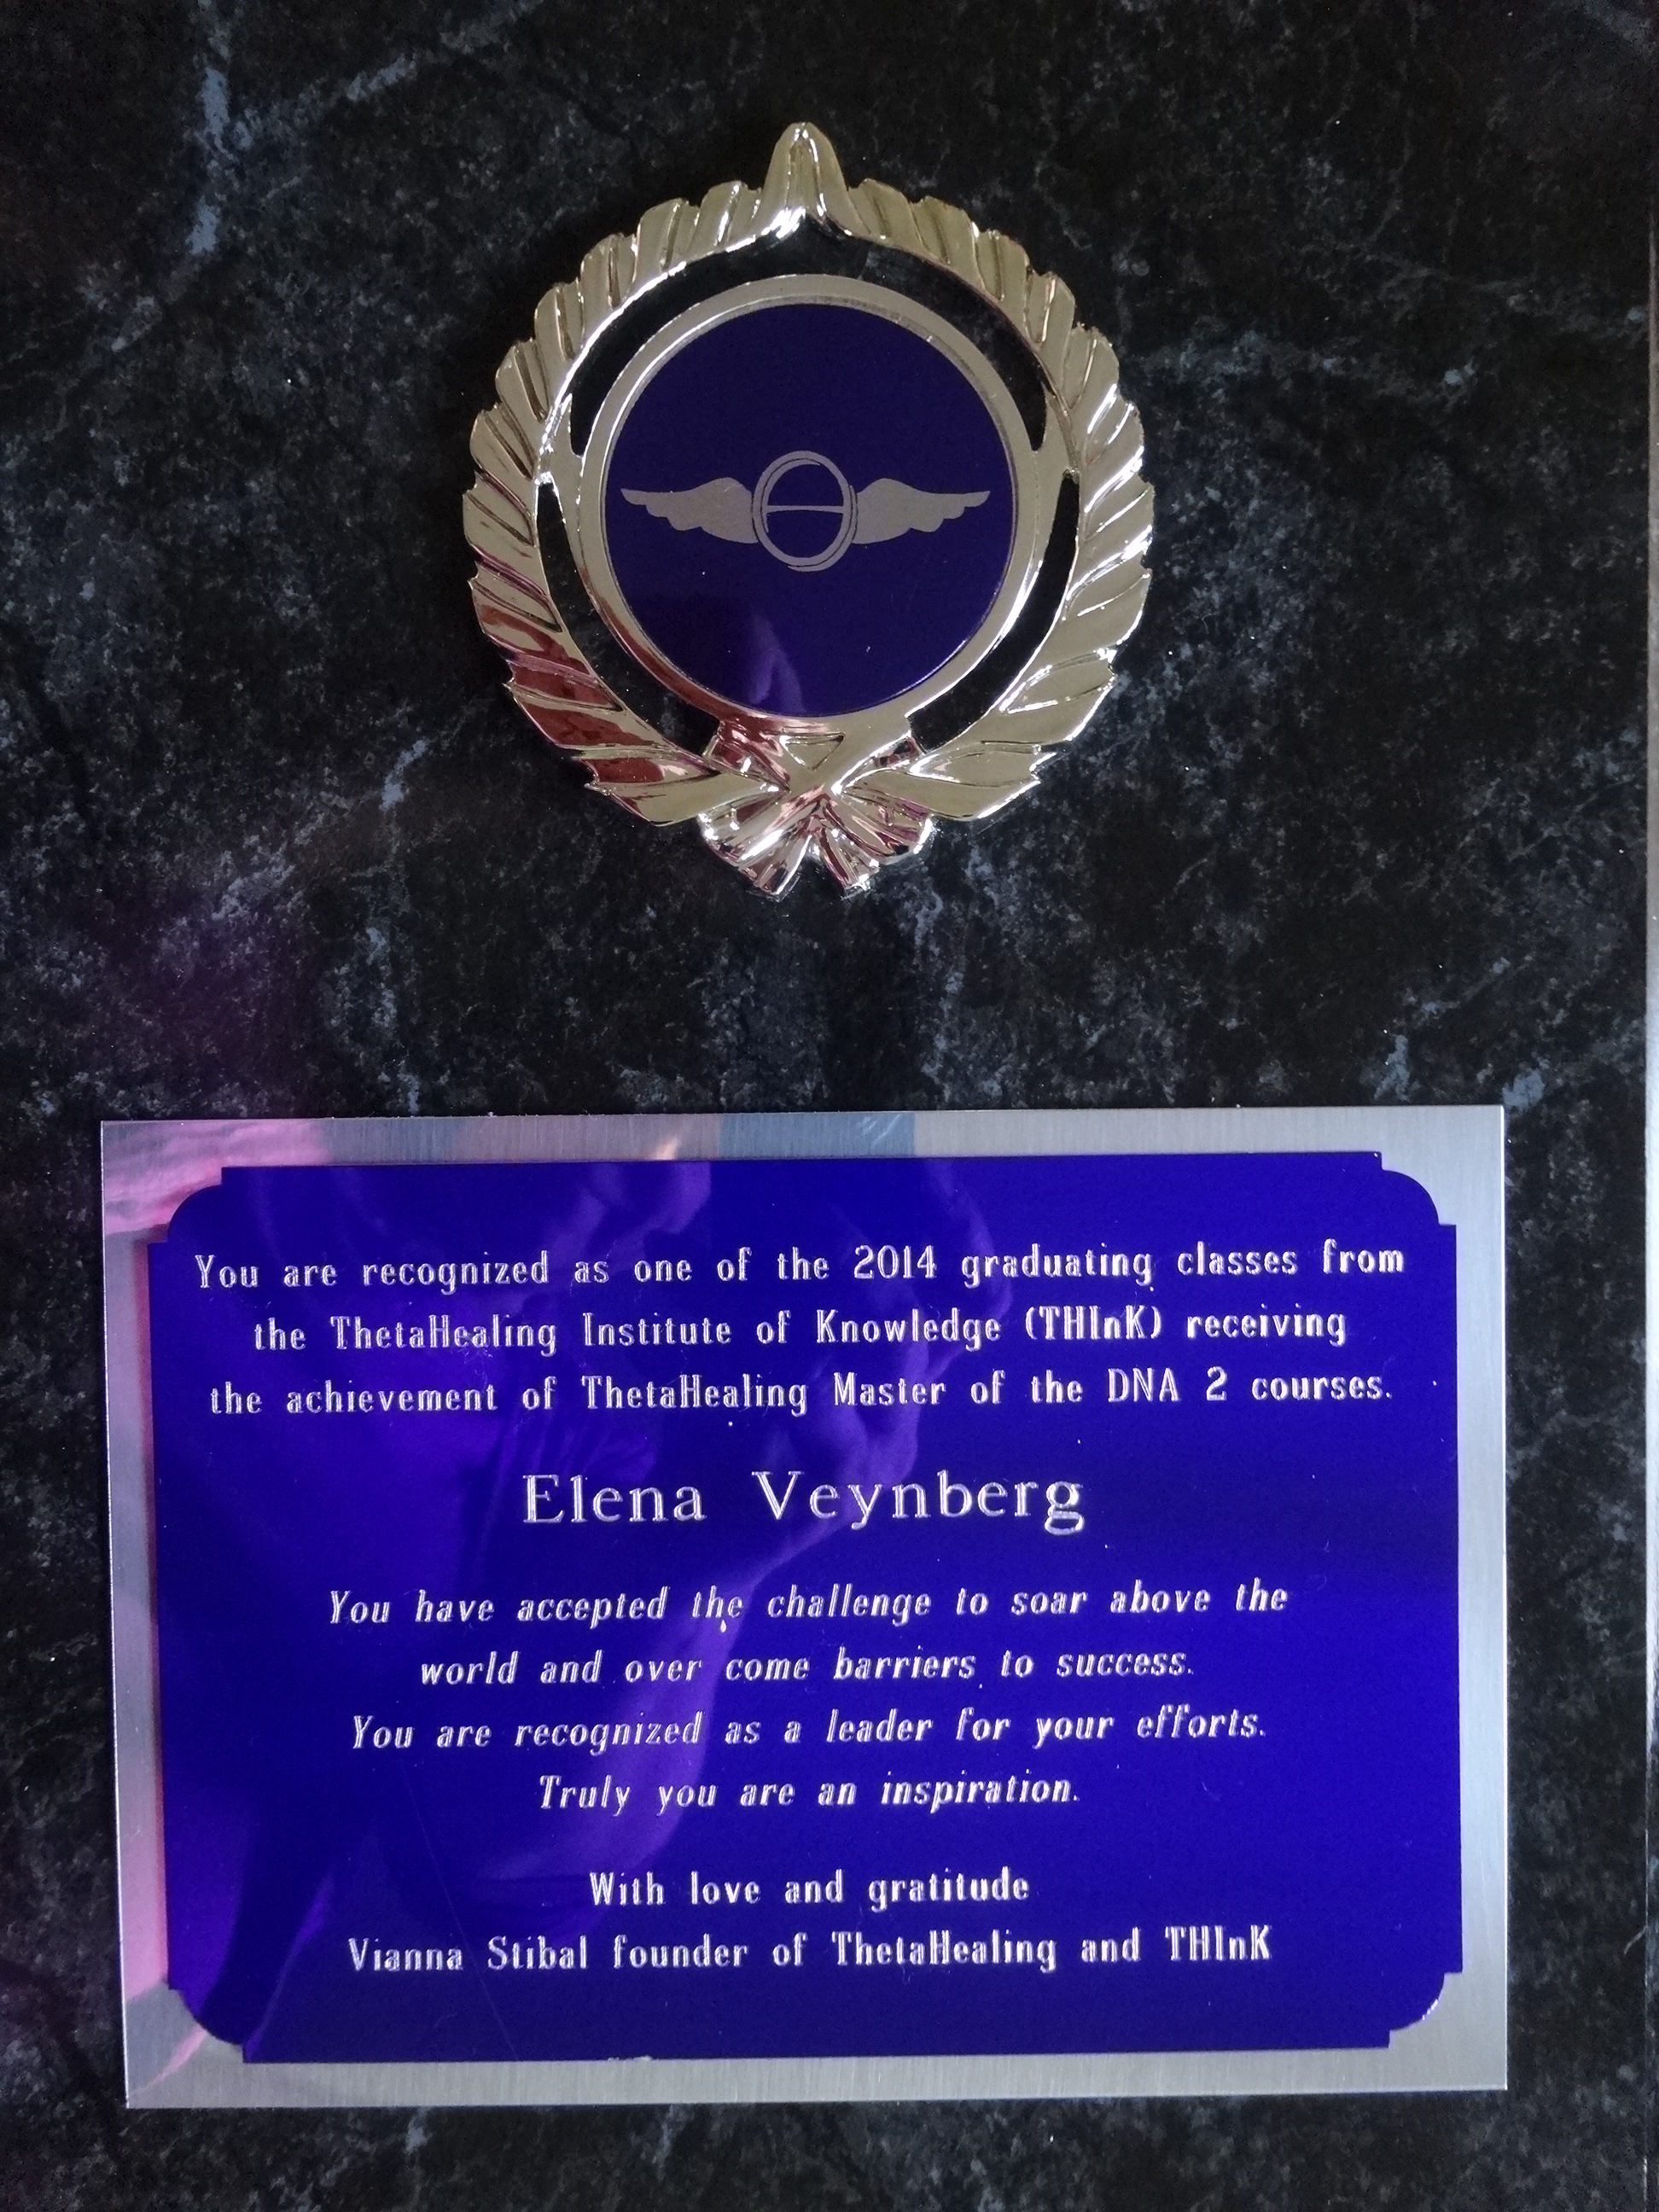 You are recognized as one of the 2014 graduating classes from
the ThetaHealing Institute of Knowledge (THInK) receiving
the achievement of ThetaHealing Master of the DNA 2 courses.
Elena Veynberg
You have accepted the challenge to soar above the
world and over come barriers to success.
You are recognized as a leader for your efforts.
Truly you are an inspiration.
With love and gratitude
Vianna Stibal founder of ThetaHealing and THInK